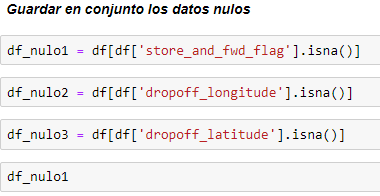 Guardar en conjunto los datos nulos
df_nulo1 = df[df['store_and_fwd_flag'].isna()]
df_nulo2 = df[df['dropoff_longitude'].isna()]
df_nulo3 = df[df['dropoff_latitude'].isna()]
df_nulo1